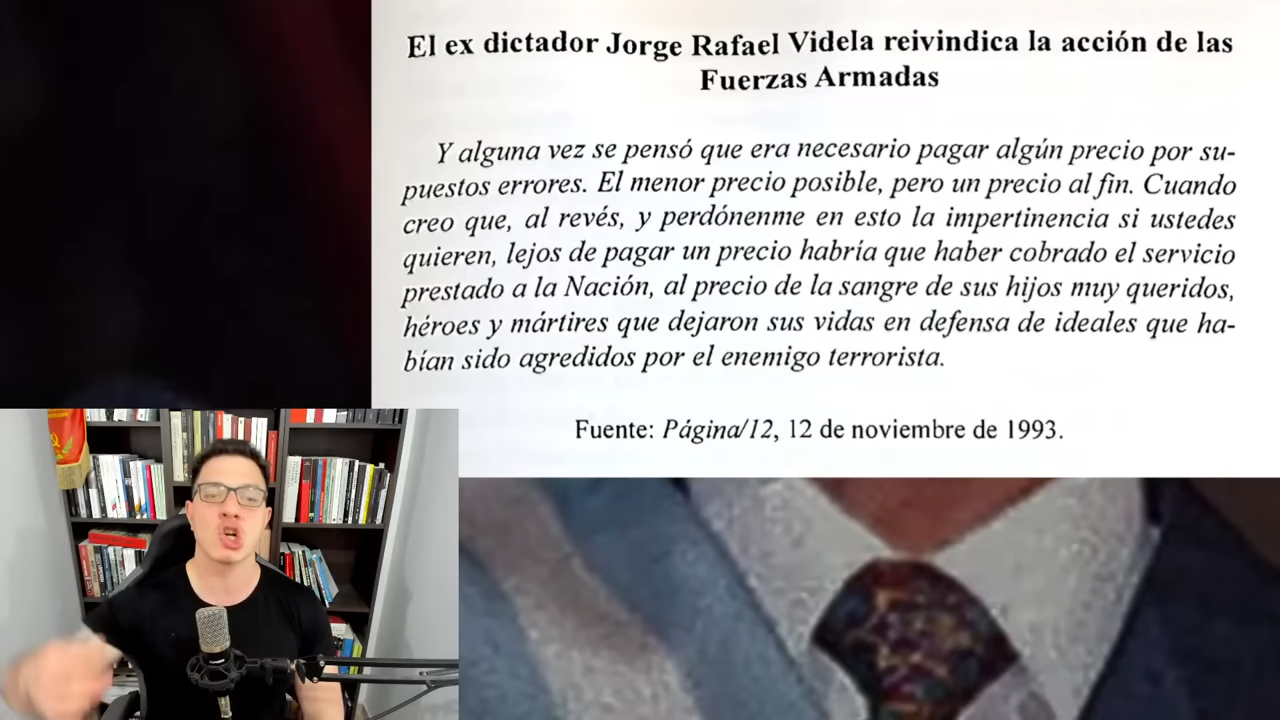 El ex dictador Jorge Rafael Videla reivindica la acción de las
Fuerzas Armadas
Y alguna vez se pensó que era necesario pagar algún precio por su-
puestos errores. El menor precio posible, pero un precio al fin. Cuando
creo que, al revés, y perdónenme en esto la impertinencia si ustedes
quieren, lejos de pagar un precio habría que haber cobrado el servicio
prestado a la Nación, al precio de la sangre de sus hijos muy queridos,
héroes y mártires que dejaron sus vidas en defensa de ideales que ha-
bían sido agredidos por el enemigo terrorista.
Fuente: Página/12, 12 de noviembre de 1993.